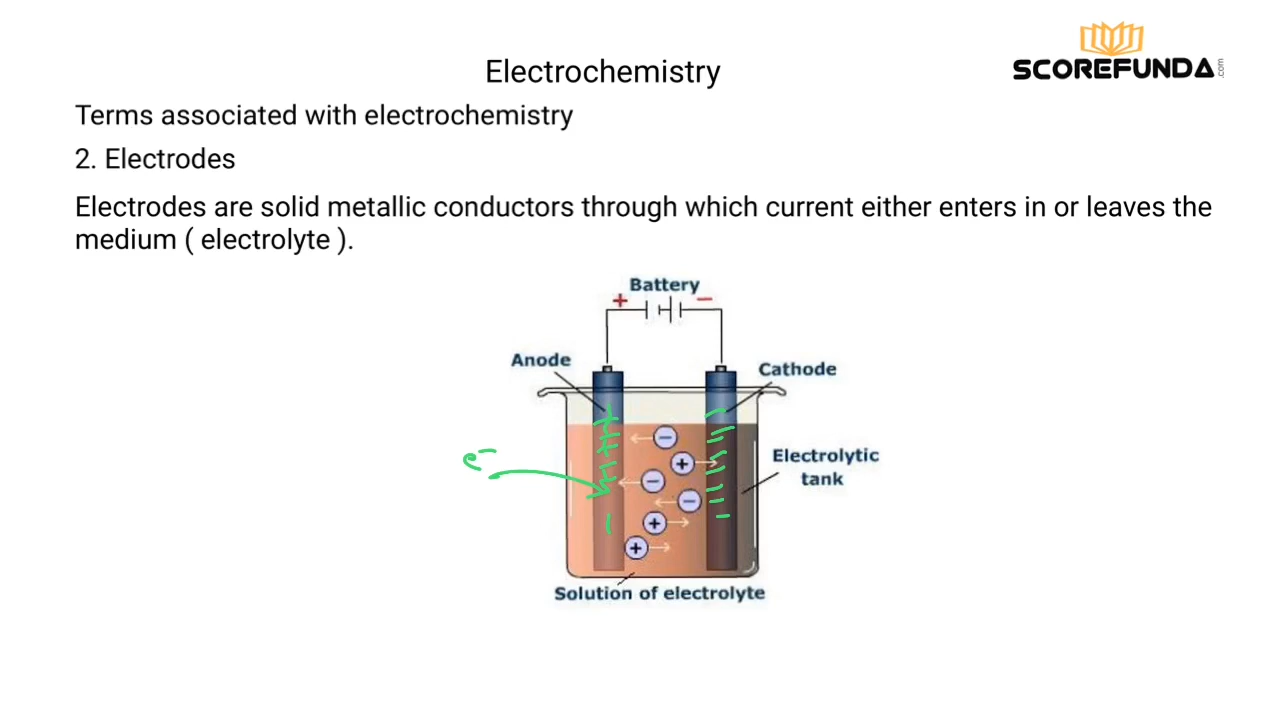 SCOREFUNDA.com
Electrochemistry
Terms associated with electrochemistry
2. Electrodes
Electrodes are solid metallic conductors through which current either enters in or leaves the
medium ( electrolyte ).
Battery
+ −
Anode
Cathode
e⁻
Electrolytic
tank
Solution of electrolyte